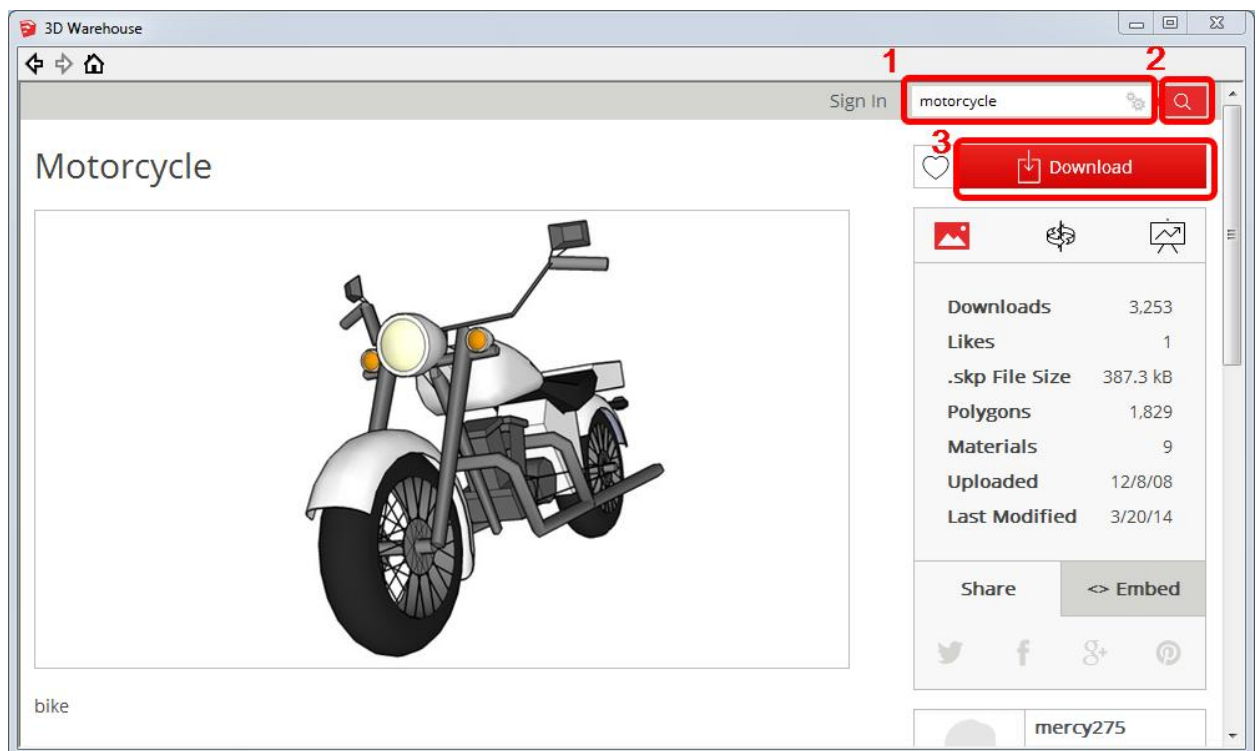 3D Warehouse
1 2
Sign In motorcycle
3
Motorcycle
Download
Downloads 3,253
Likes 1
.skp File Size 387.3 kB
Polygons 1,829
Materials 9
Uploaded 12/8/08
Last Modified 3/20/14
Share <> Embed
bike
mercy275